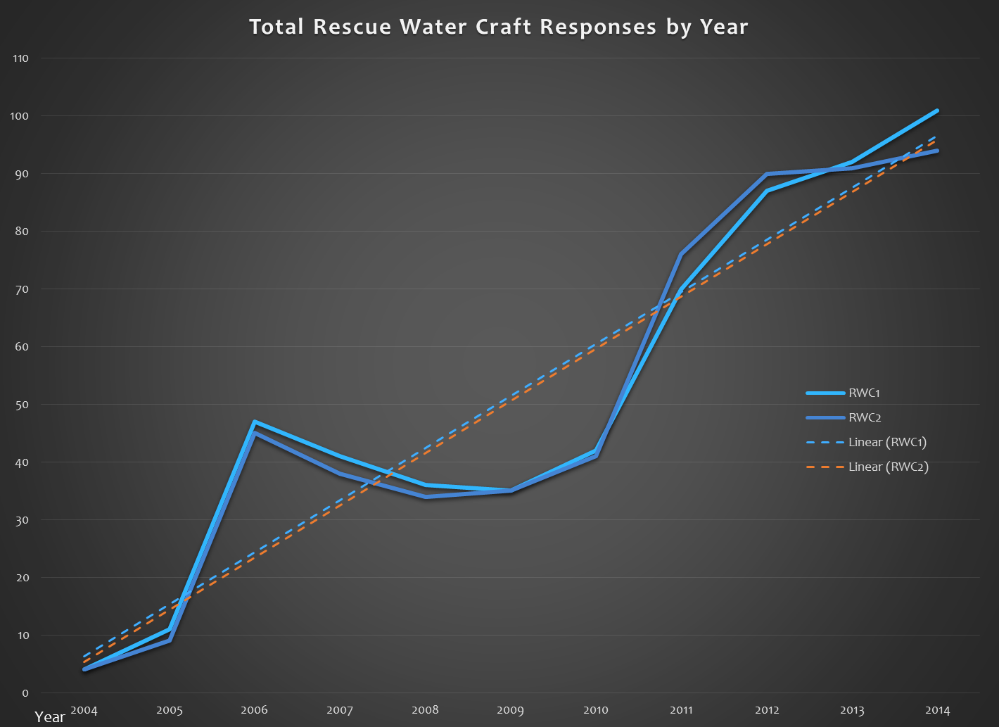 Total Rescue Water Craft Responses by Year
110
100
90
80
70
60
50
40
30
20
10
0
RWC1
RWC2
Linear (RWC1)
Linear (RWC2)
Year 2004 2005 2006 2007 2008 2009 2010 2011 2012 2013 2014